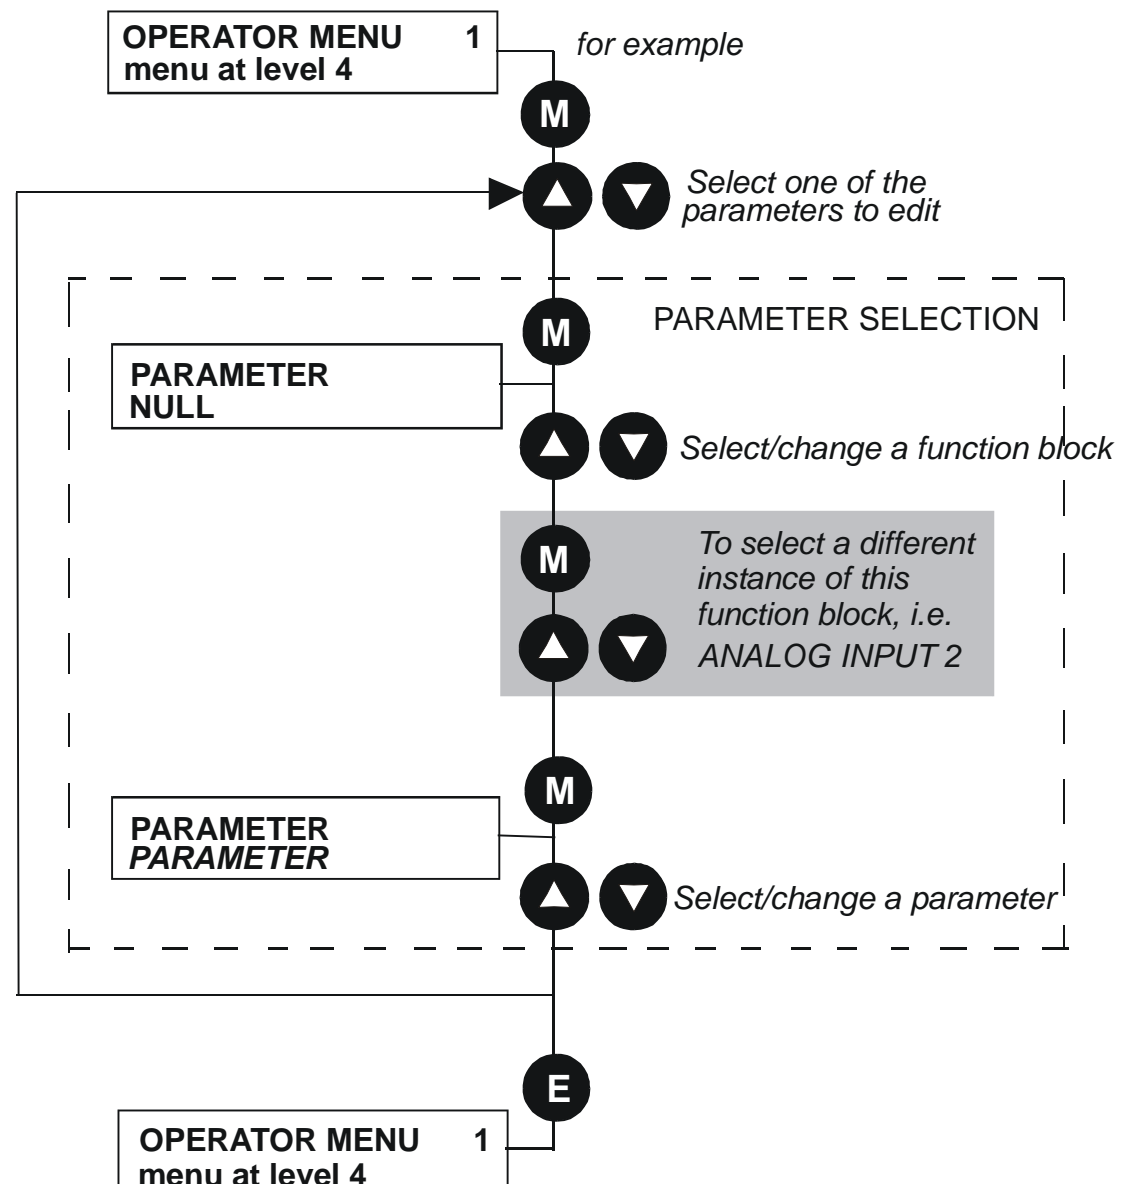 OPERATOR MENU 1
menu at level 4
for example
M
Select one of the
parameters to edit
M
PARAMETER SELECTION
PARAMETER
NULL
Select/change a function block
M
To select a different
instance of this
function block, i.e.
ANALOG INPUT 2
M
PARAMETER
PARAMETER
Select/change a parameter
E
OPERATOR MENU 1
menu at level 4